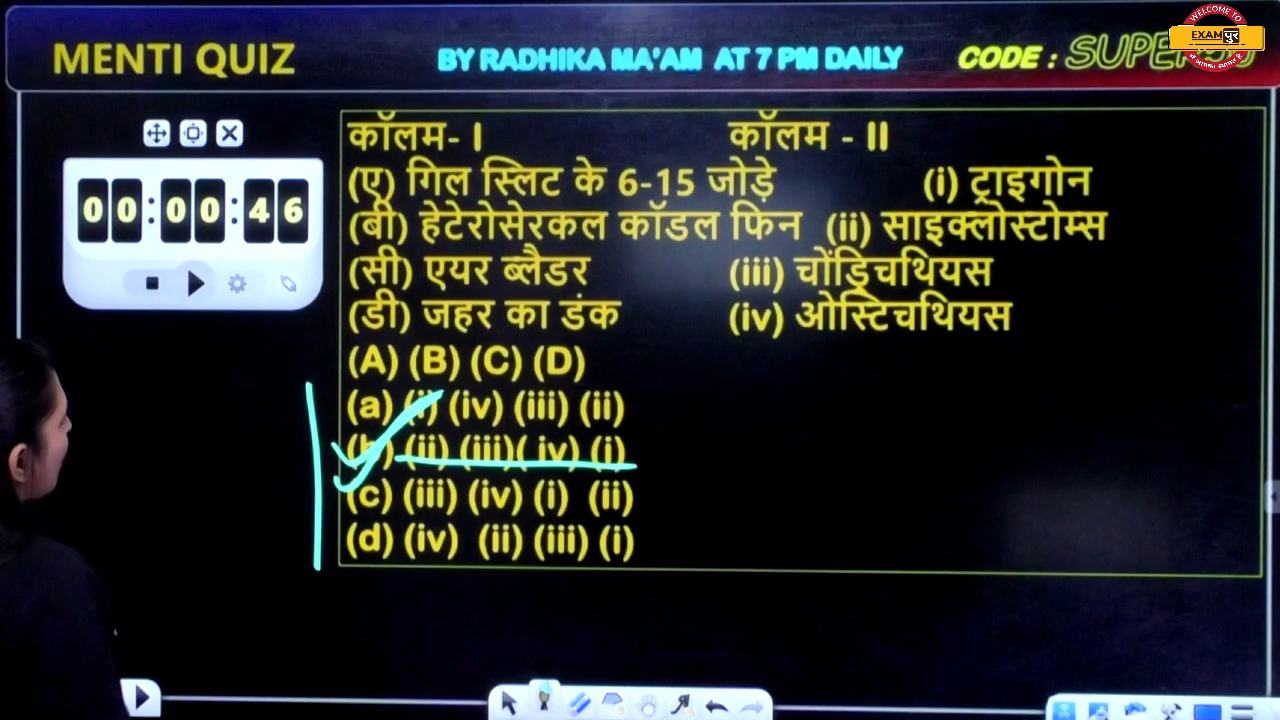 WELCOME TO
EXAM पुर
MENTI QUIZ BY RADHIKA MA'AM AT 7 PM DAILY CODE :
00:00:46
कॉलम- I कॉलम - II
(ए) गिल स्लिट के 6-15 जोड़े (i) ट्राइगोन
(बी) हेटेरोसेरकल कॉडल फिन (ii) साइक्लोस्टोम्स
(सी) एयर ब्लैडर (iii) चोंड्रिचथियस
(डी) जहर का डंक (iv) ओस्टिचथियस
(A) (B) (C) (D)
(a) (i) (iv) (iii) (ii)
(b) (ii) (iii)( iv) (i)
(c) (iii) (iv) (i) (ii)
(d) (iv) (ii) (iii) (i)